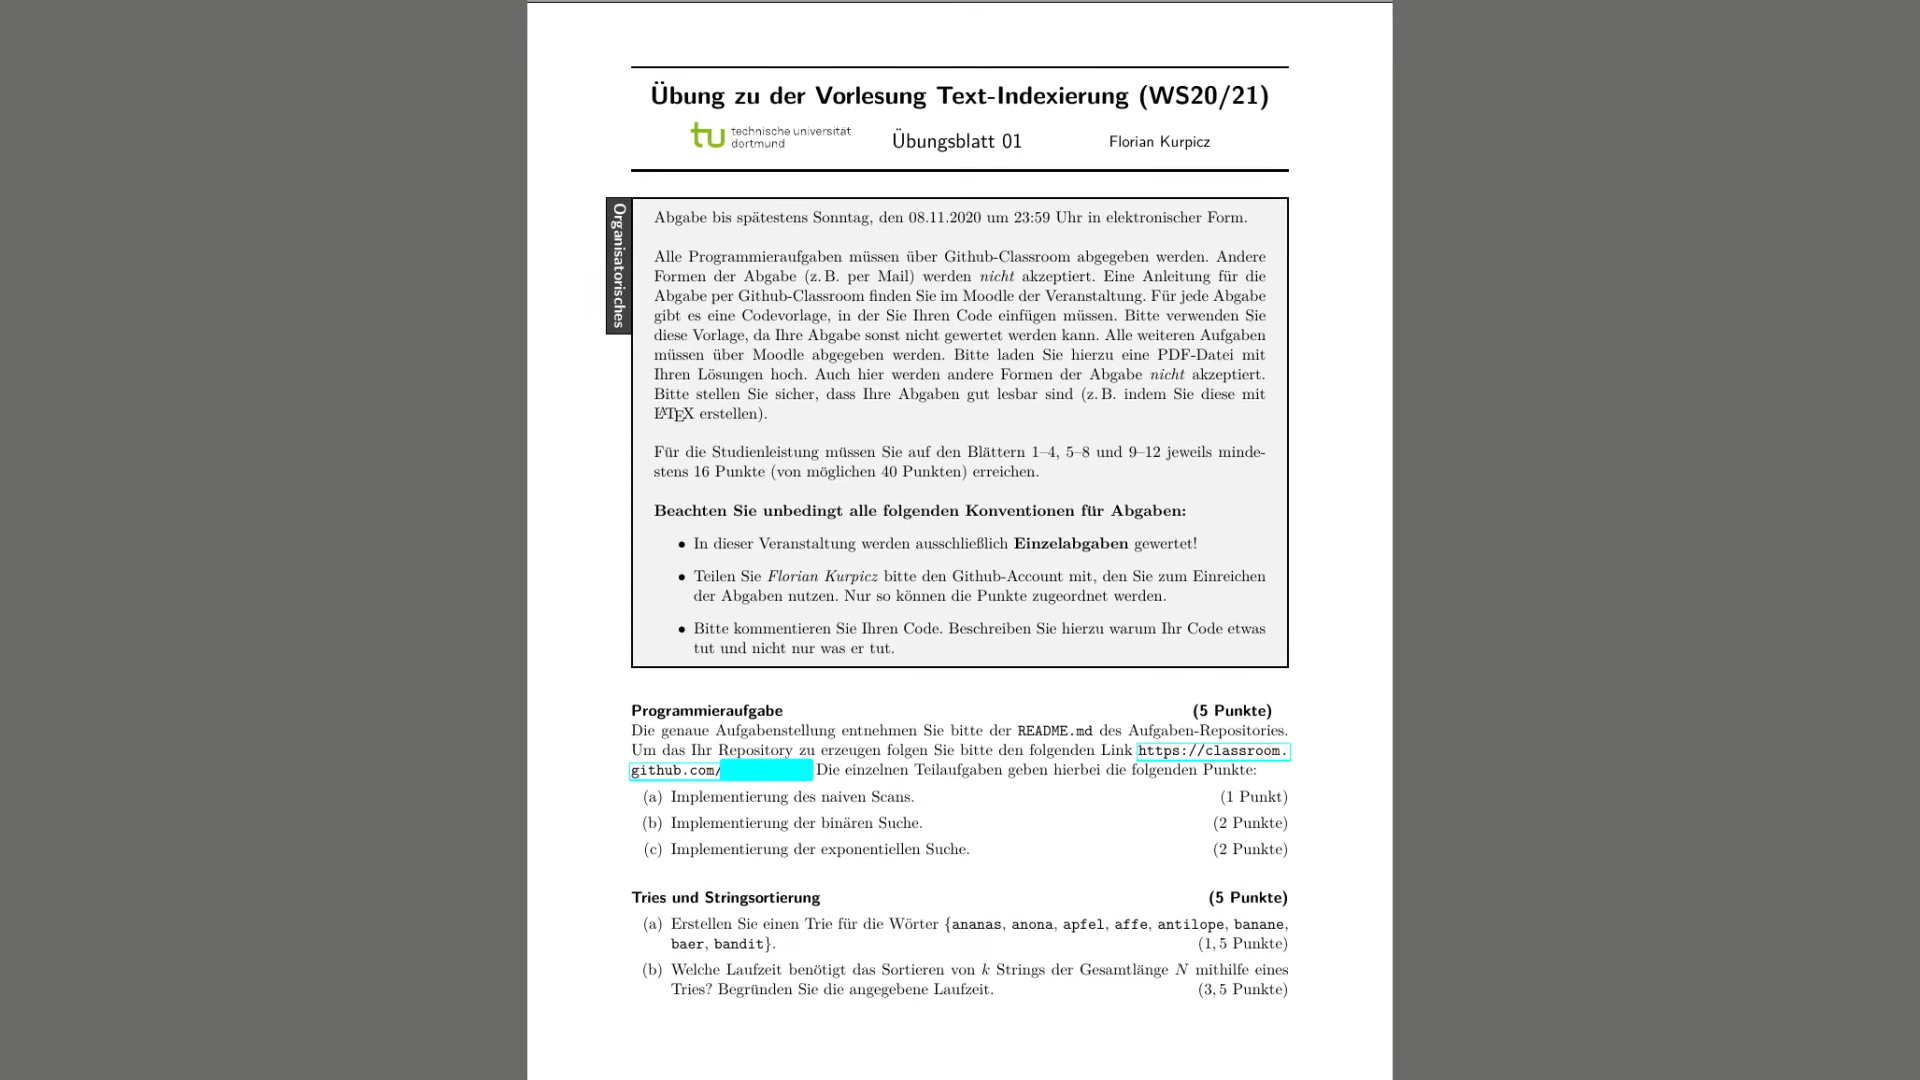 Übung zu der Vorlesung Text-Indexierung (WS20/21)
tu technische universität
dortmund
Übungsblatt 01
Florian Kurpicz
Organisatorisches
Abgabe bis spätestens Sonntag, den 08.11.2020 um 23:59 Uhr in elektronischer Form.
Alle Programmieraufgaben müssen über Github-Classroom abgegeben werden. Andere
Formen der Abgabe (z. B. per Mail) werden nicht akzeptiert. Eine Anleitung für die
Abgabe per Github-Classroom finden Sie im Moodle der Veranstaltung. Für jede Abgabe
gibt es eine Codevorlage, in der Sie Ihren Code einfügen müssen. Bitte verwenden Sie
diese Vorlage, da Ihre Abgabe sonst nicht gewertet werden kann. Alle weiteren Aufgaben
müssen über Moodle abgegeben werden. Bitte laden Sie hierzu eine PDF-Datei mit
Ihren Lösungen hoch. Auch hier werden andere Formen der Abgabe nicht akzeptiert.
Bitte stellen Sie sicher, dass Ihre Abgaben gut lesbar sind (z. B. indem Sie diese mit
LATEX erstellen).
Für die Studienleistung müssen Sie auf den Blättern 1–4, 5–8 und 9–12 jeweils minde-
stens 16 Punkte (von möglichen 40 Punkten) erreichen.
Beachten Sie unbedingt alle folgenden Konventionen für Abgaben:
• In dieser Veranstaltung werden ausschließlich Einzelabgaben gewertet!
• Teilen Sie Florian Kurpicz bitte den Github-Account mit, den Sie zum Einreichen
der Abgaben nutzen. Nur so können die Punkte zugeordnet werden.
• Bitte kommentieren Sie Ihren Code. Beschreiben Sie hierzu warum Ihr Code etwas
tut und nicht nur was er tut.
Programmieraufgabe (5 Punkte)
Die genaue Aufgabenstellung entnehmen Sie bitte der README.md des Aufgaben-Repositories.
Um das Ihr Repository zu erzeugen folgen Sie bitte den folgenden Link https://classroom.
github.com/ Die einzelnen Teilaufgaben geben hierbei die folgenden Punkte:
(a) Implementierung des naiven Scans. (1 Punkt)
(b) Implementierung der binären Suche. (2 Punkte)
(c) Implementierung der exponentiellen Suche. (2 Punkte)
Tries und Stringsortierung (5 Punkte)
(a) Erstellen Sie einen Trie für die Wörter {ananas, anona, apfel, affe, antilope, banane,
baer, bandit}. (1, 5 Punkte)
(b) Welche Laufzeit benötigt das Sortieren von k Strings der Gesamtlänge N mithilfe eines
Tries? Begründen Sie die angegebene Laufzeit. (3, 5 Punkte)